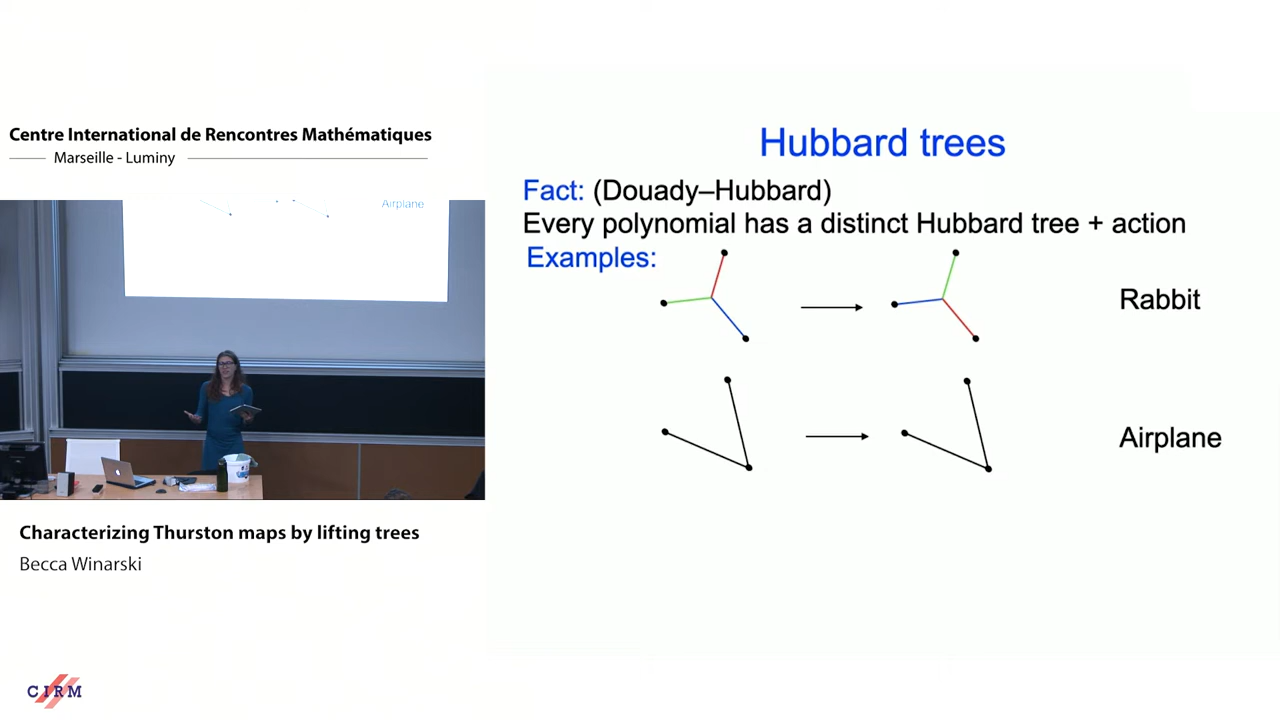 Centre International de Rencontres Mathématiques
Marseille - Luminy
Airplane
Characterizing Thurston maps by lifting trees
Becca Winarski
CIRM
Hubbard trees
Fact: (Douady–Hubbard)
Every polynomial has a distinct Hubbard tree + action
Examples:
Rabbit
Airplane